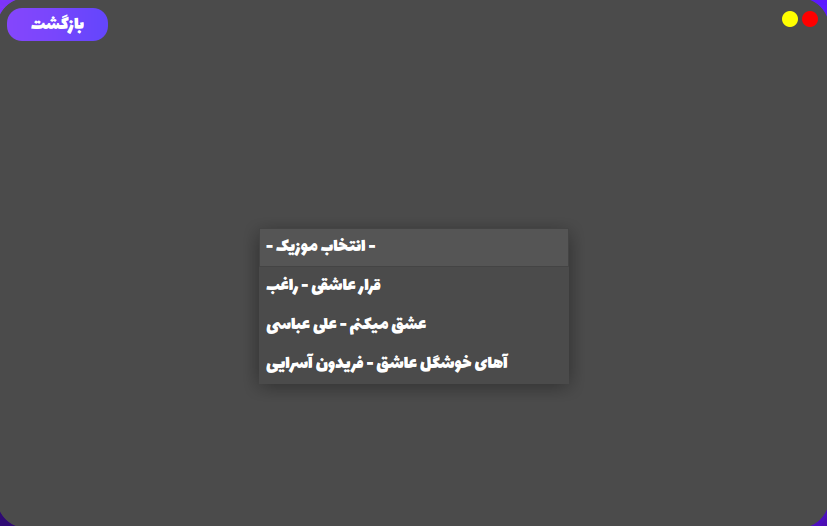 بازگشت
- انتخاب موزیک -
قرار عاشقی - راغب
عشق میکنم - علی عباسی
آهای خوشگل عاشق - فریدون آسرایی